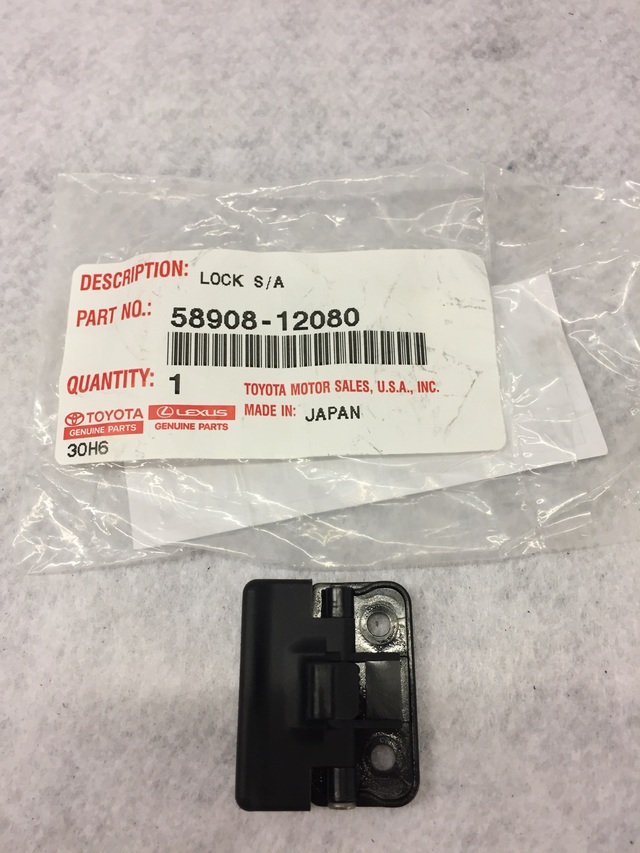 DESCRIPTION: LOCK S/A
PART NO.: 58908-12080
QUANTITY: 1
TOYOTA MOTOR SALES, U.S.A., INC.
TOYOTA
GENUINE PARTS
LEXUS
GENUINE PARTS
MADE IN: JAPAN
30H6